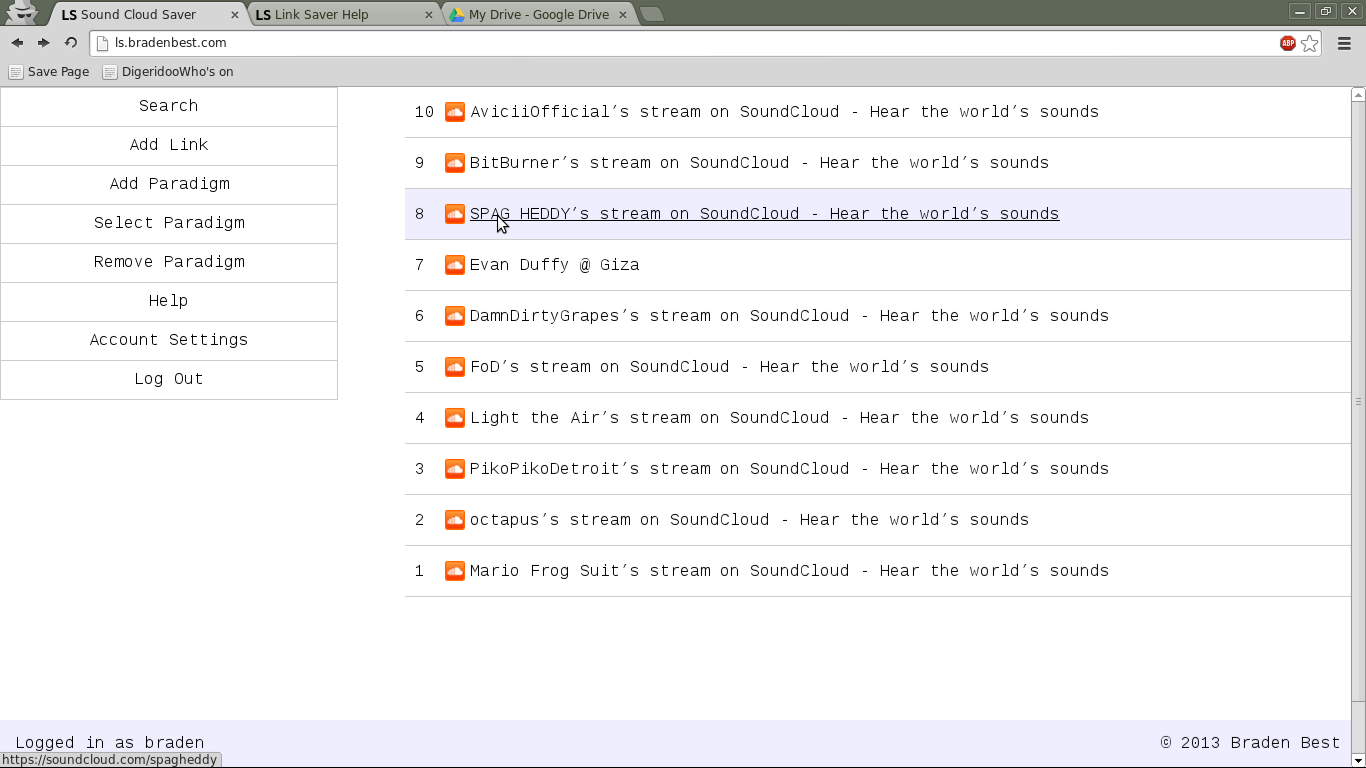 LS Sound Cloud Saver
LS Link Saver Help
My Drive - Google Drive
ls.bradenbest.com
ABP
Save Page
DigeridooWho's on
Search
Add Link
Add Paradigm
Select Paradigm
Remove Paradigm
Help
Account Settings
Log Out
10 AviciiOfficial's stream on SoundCloud - Hear the world's sounds
9 BitBurner's stream on SoundCloud - Hear the world's sounds
8 SPAG HEDDY's stream on SoundCloud - Hear the world's sounds
7 Evan Duffy @ Giza
6 DamnDirtyGrapes's stream on SoundCloud - Hear the world's sounds
5 FoD's stream on SoundCloud - Hear the world's sounds
4 Light the Air's stream on SoundCloud - Hear the world's sounds
3 PikoPikoDetroit's stream on SoundCloud - Hear the world's sounds
2 octapus's stream on SoundCloud - Hear the world's sounds
1 Mario Frog Suit's stream on SoundCloud - Hear the world's sounds
Logged in as braden
© 2013 Braden Best
https://soundcloud.com/spagheddy